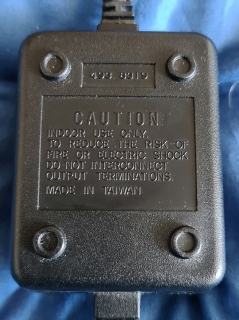 CAUTION
INDOOR USE ONLY.
TO REDUCE THE RISK OF
FIRE OR ELECTRIC SHOCK
DO NOT INTERCONNECT
OUTPUT TERMINATIONS.
MADE IN TAIWAN